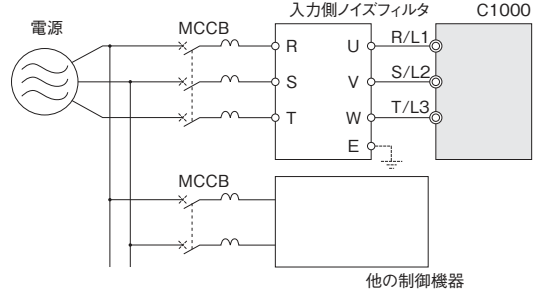 入力側ノイズフィルタ C1000
電源 MCCB
R U R/L1
S V S/L2
T W T/L3
E
MCCB
他の制御機器